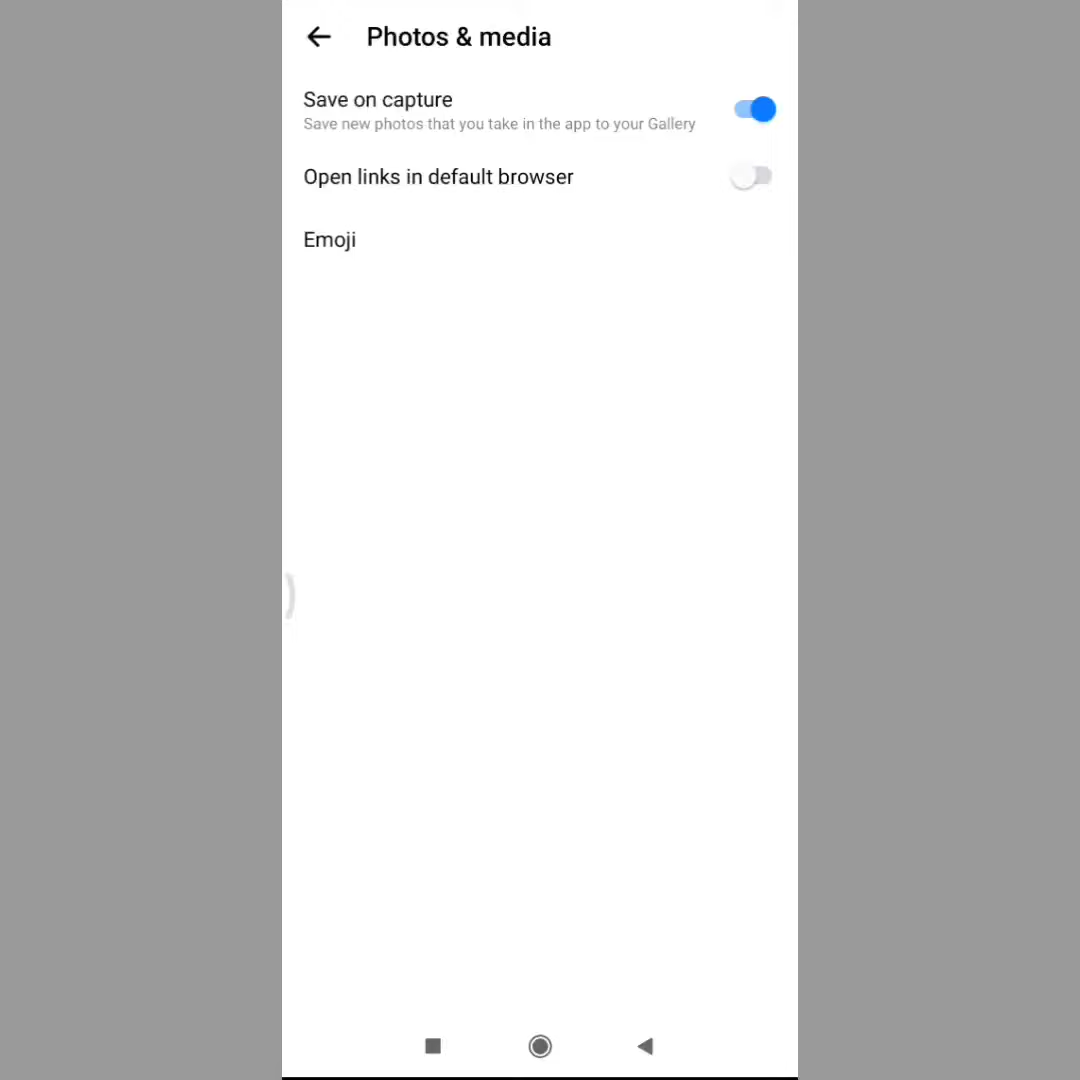 Photos & media
Save on capture
Save new photos that you take in the app to your Gallery
Open links in default browser
Emoji